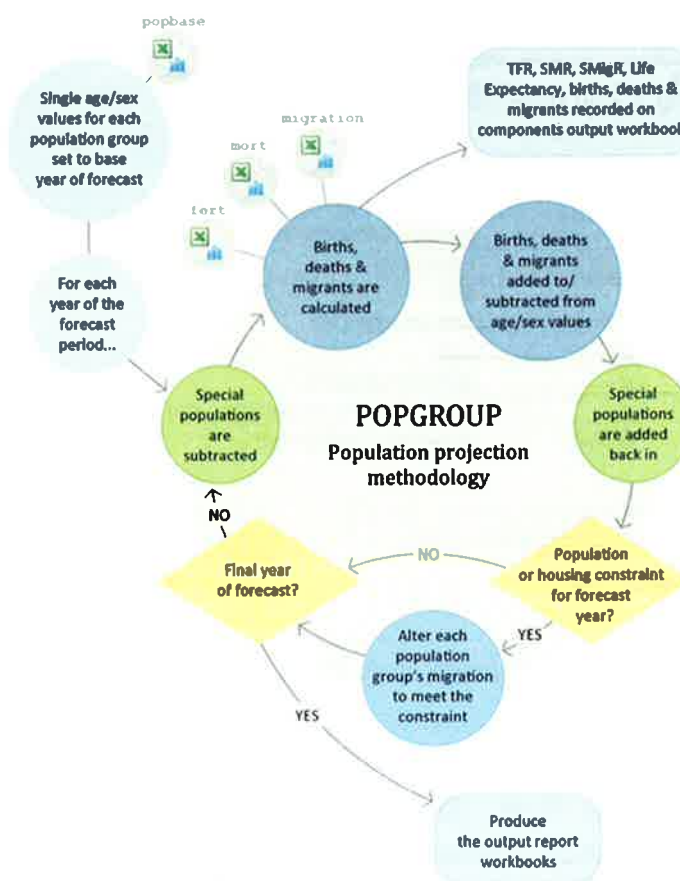 popbase
Single age/sex
values for each
population group
set to base
year of forecast
TFR, SMR, SMigR, Life
Expectancy, births, deaths &
migrants recorded on
components output workbook
migration
mort
fert
Births,
deaths &
migrants are
calculated
Births, deaths
& migrants
added to/
subtracted from
age/sex values
For each
year of the
forecast
period...
Special
populations
are
subtracted
POPGROUP
Population projection
methodology
Special
populations
are added
back in
NO
Final year
of forecast?
NO
Population
or housing constraint
for forecast
year?
YES
Alter each
population
group's migration
to meet the
constraint
YES
Produce
the output report
workbooks